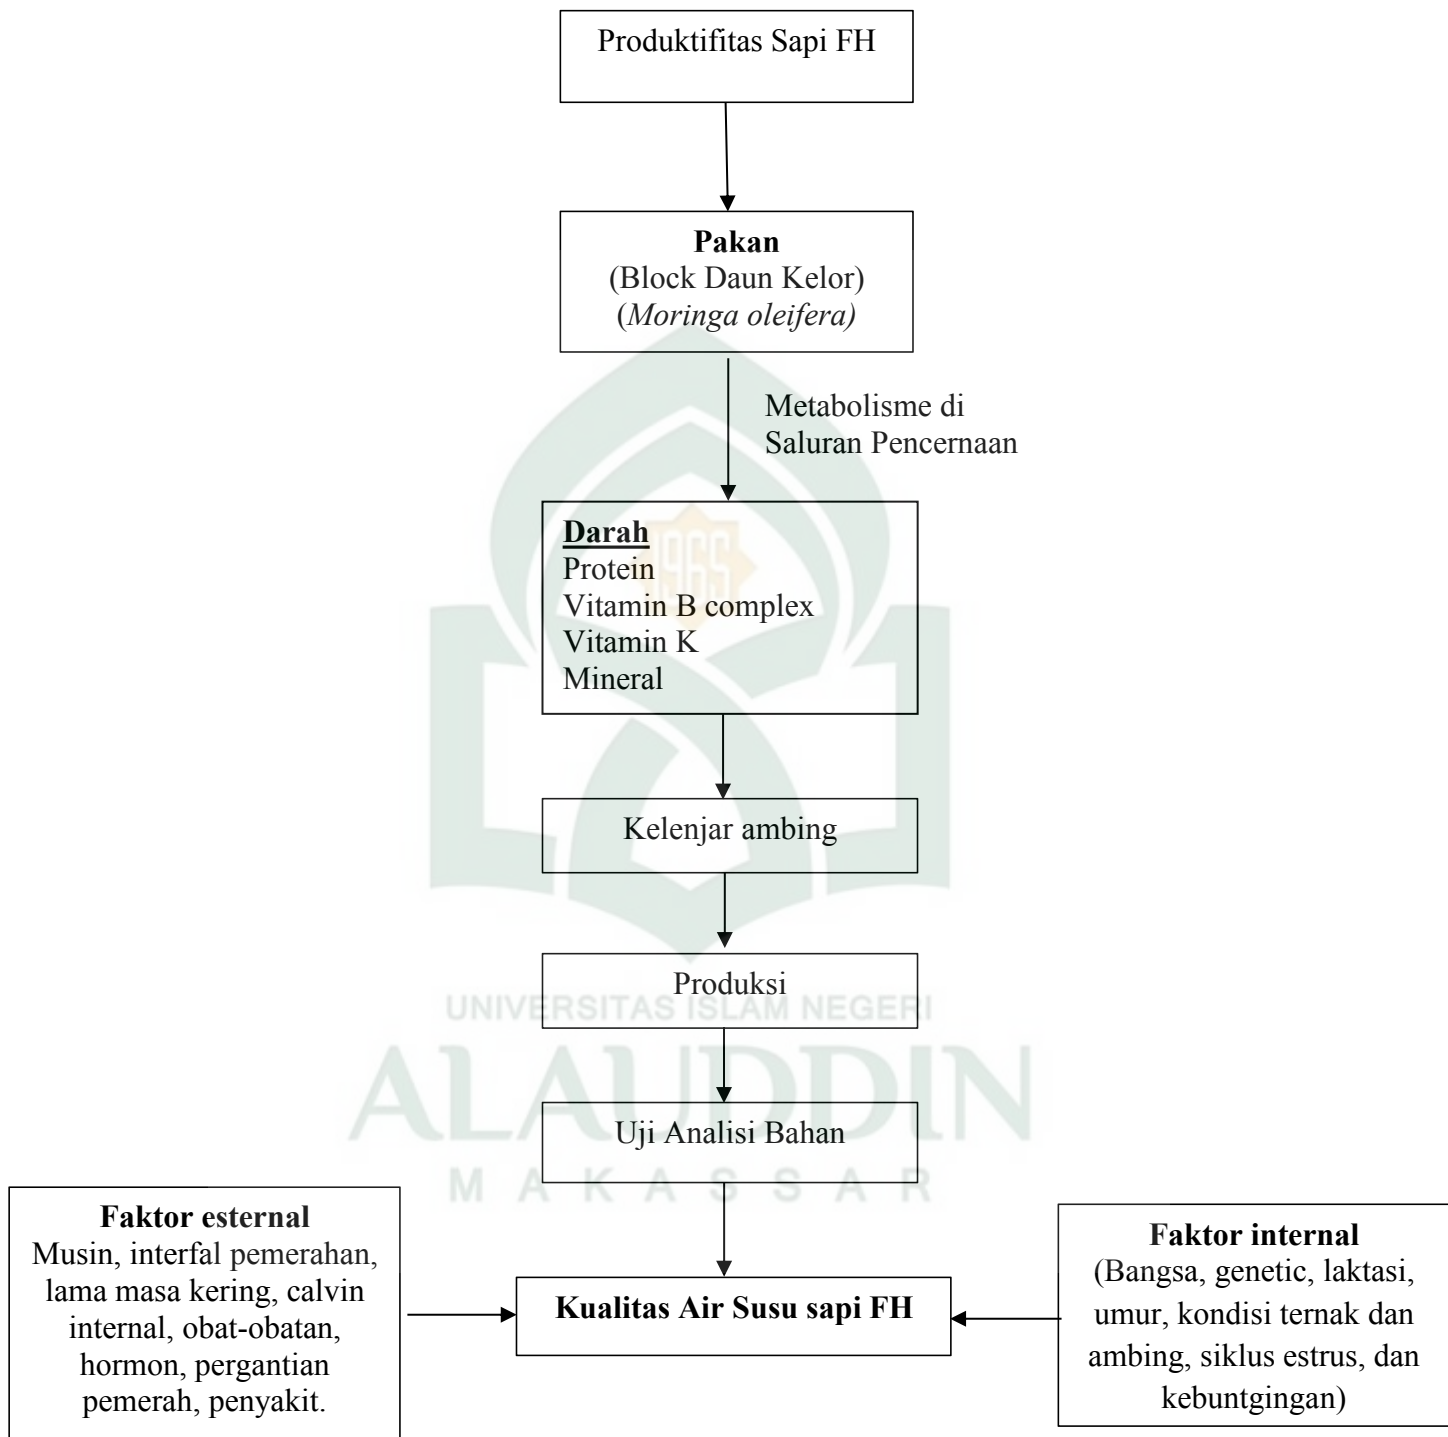 Produktifitas Sapi FH
Pakan
(Block Daun Kelor)
(Moringa oleifera)
Metabolisme di
Saluran Pencernaan
Darah
Protein
Vitamin B complex
Vitamin K
Mineral
1965
Kelenjar ambing
Produksi
UNIVERSITAS ISLAM NEGERI
ALAUDDIN
Uji Analisi Bahan
MAKASSAR
Faktor esternal
Musin, interfal pemerahan,
lama masa kering, calvin
internal, obat-obatan,
hormon, pergantian
pemerah, penyakit.
Kualitas Air Susu sapi FH
Faktor internal
(Bangsa, genetic, laktasi,
umur, kondisi ternak dan
ambing, siklus estrus, dan
kebuntgingan)